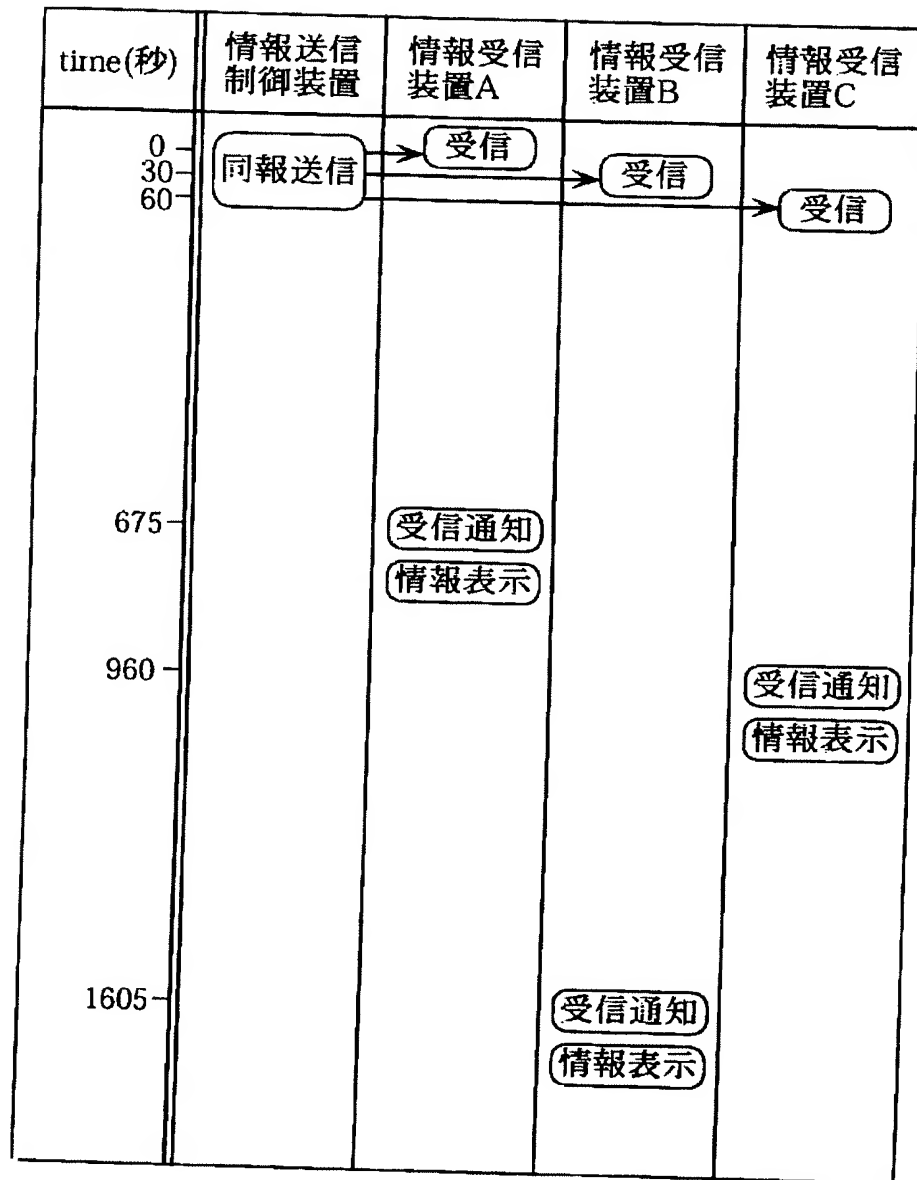 time(秒)
情報送信
制御装置
情報受信
装置A
情報受信
装置B
情報受信
装置C
0
同報送信
受信
30
受信
60
受信
675
受信通知
情報表示
960
受信通知
情報表示
1605
受信通知
情報表示